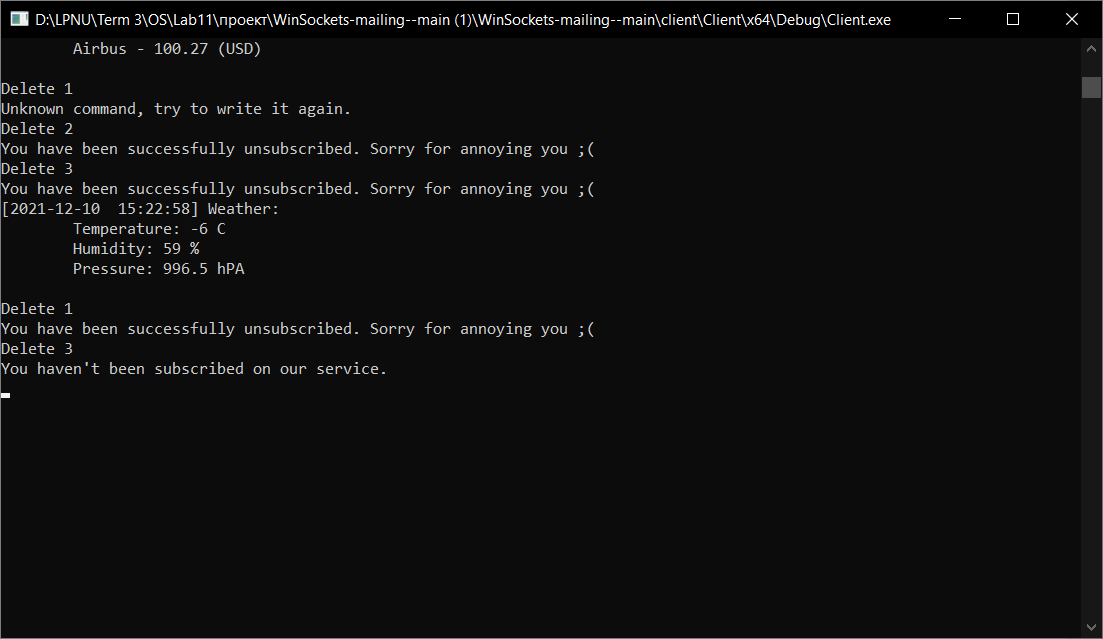 D:\LPNU\Term 3\OS\Lab11\проект\WinSockets-mailing--main (1)\WinSockets-mailing--main\client\Client\x64\Debug\Client.exe
Airbus - 100.27 (USD)
Delete 1
Unknown command, try to write it again.
Delete 2
You have been successfully unsubscribed. Sorry for annoying you ;(
Delete 3
You have been successfully unsubscribed. Sorry for annoying you ;(
[2021-12-10  15:22:58] Weather:
Temperature: -6 C
Humidity: 59 %
Pressure: 996.5 hPA
Delete 1
You have been successfully unsubscribed. Sorry for annoying you ;(
Delete 3
You haven't been subscribed on our service.